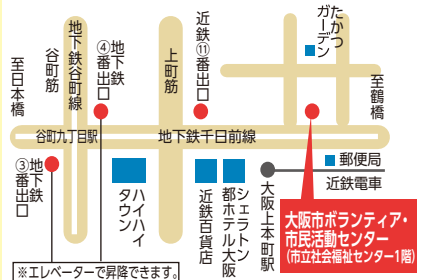 至日本橋
谷町筋
地下鉄谷町線
地下鉄
④番出口
上町筋
近鉄⑪番出口
たかつ
ガーデン
至鶴橋
谷町九丁目駅
地下鉄千日前線
地下鉄
③番出口
ハイハイ
タウン
近鉄百貨店
シェラトン
都ホテル大阪
大阪上本町駅
郵便局
近鉄電車
大阪市ボランティア・
市民活動センター
(市立社会福祉センター1階)
※エレベーターで昇降できます。